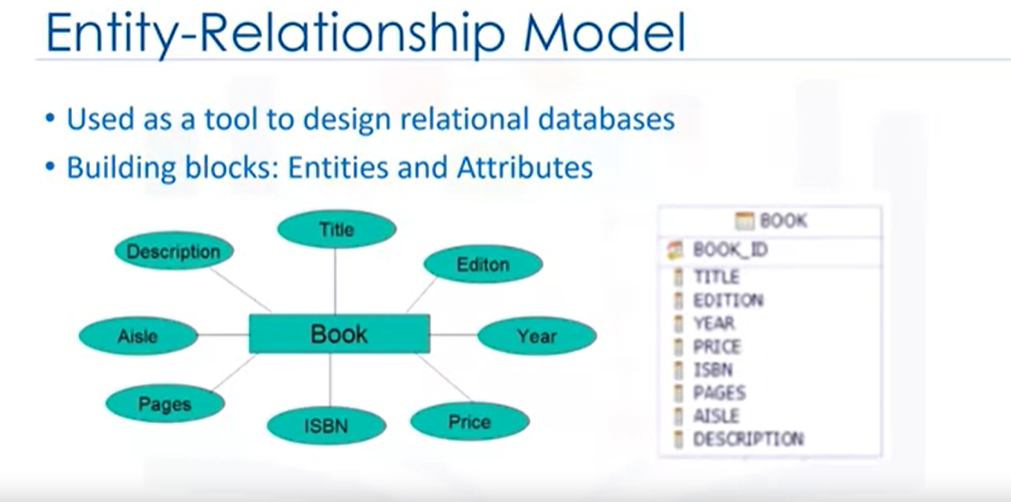 Entity-Relationship Model
• Used as a tool to design relational databases
• Building blocks: Entities and Attributes
Title
Description
Editon
Aisle
Book
Year
Pages
ISBN
Price
BOOK
BOOK_ID
TITLE
EDITION
YEAR
PRICE
ISBN
PAGES
AISLE
DESCRIPTION